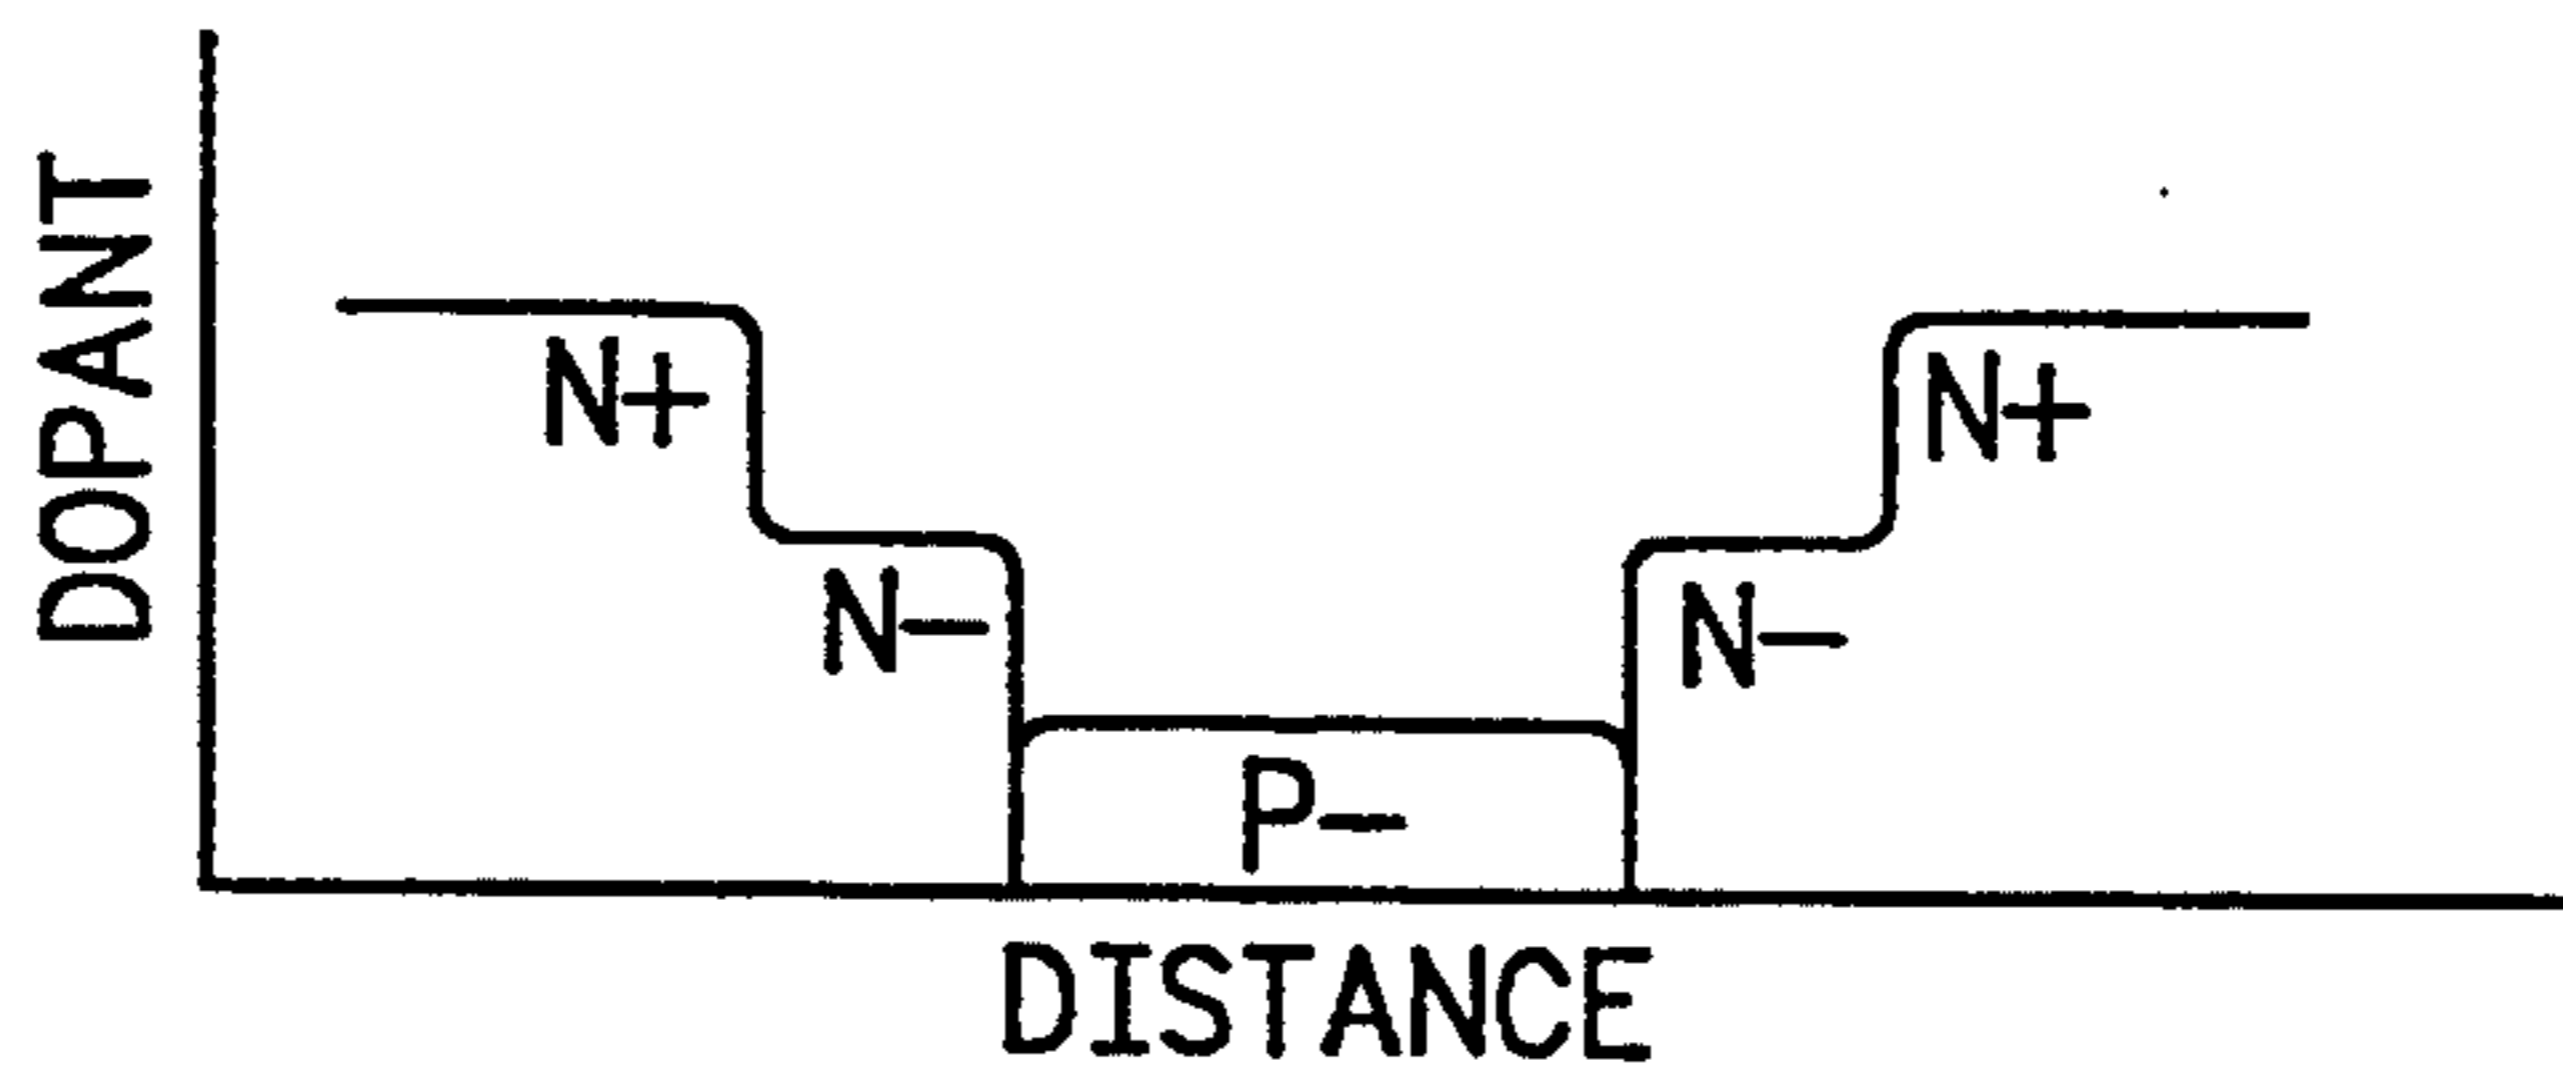 DOPANT
N+
N+
N-
N-
P-
DISTANCE